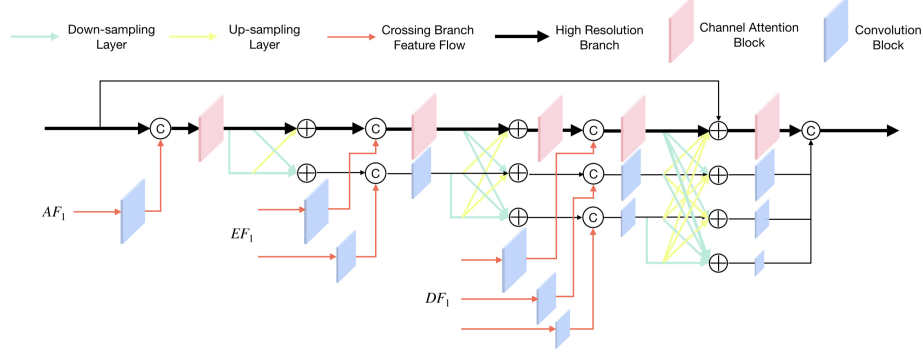 Down-sampling
Layer
Up-sampling
Layer
Crossing Branch
Feature Flow
High Resolution
Branch
Channel Attention
Block
Convolution
Block
C
C
C
C
C
C
C
AF₁
EF₁
DF₁